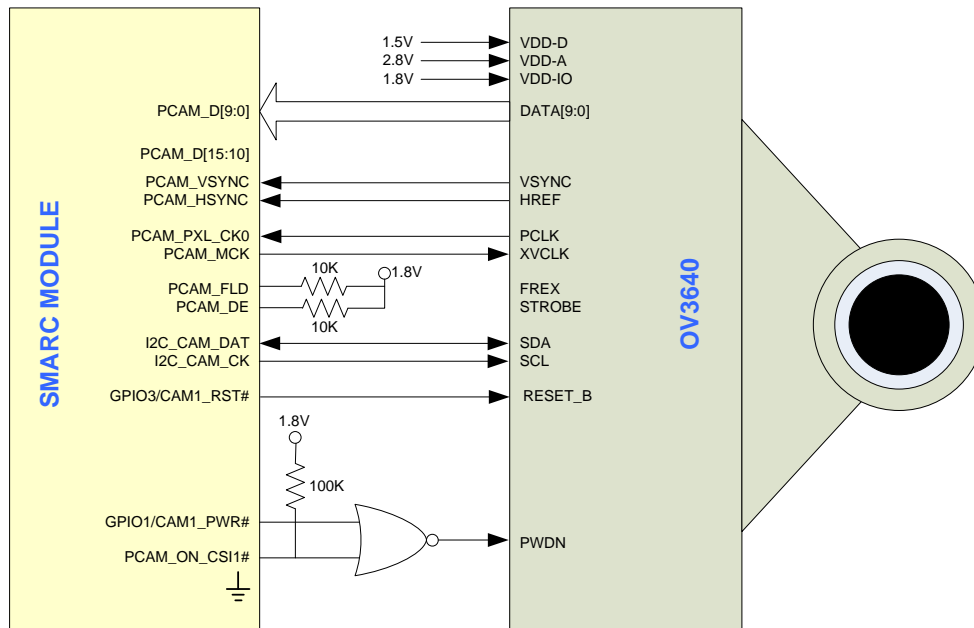 1.5V
VDD-D
2.8V
VDD-A
1.8V
VDD-IO
PCAM_D[9:0]
DATA[9:0]
PCAM_D[15:10]
PCAM_VSYNC
VSYNC
PCAM_HSYNC
HREF
PCAM_PXL_CK0
PCLK
PCAM_MCK
XVCLK
10K
1.8V
PCAM_FLD
FREX
PCAM_DE
STROBE
10K
I2C_CAM_DAT
SDA
I2C_CAM_CK
SCL
GPIO3/CAM1_RST#
RESET_B
1.8V
100K
GPIO1/CAM1_PWR#
PCAM_ON_CSI1#
PWDN
SMARC MODULE
OV3640